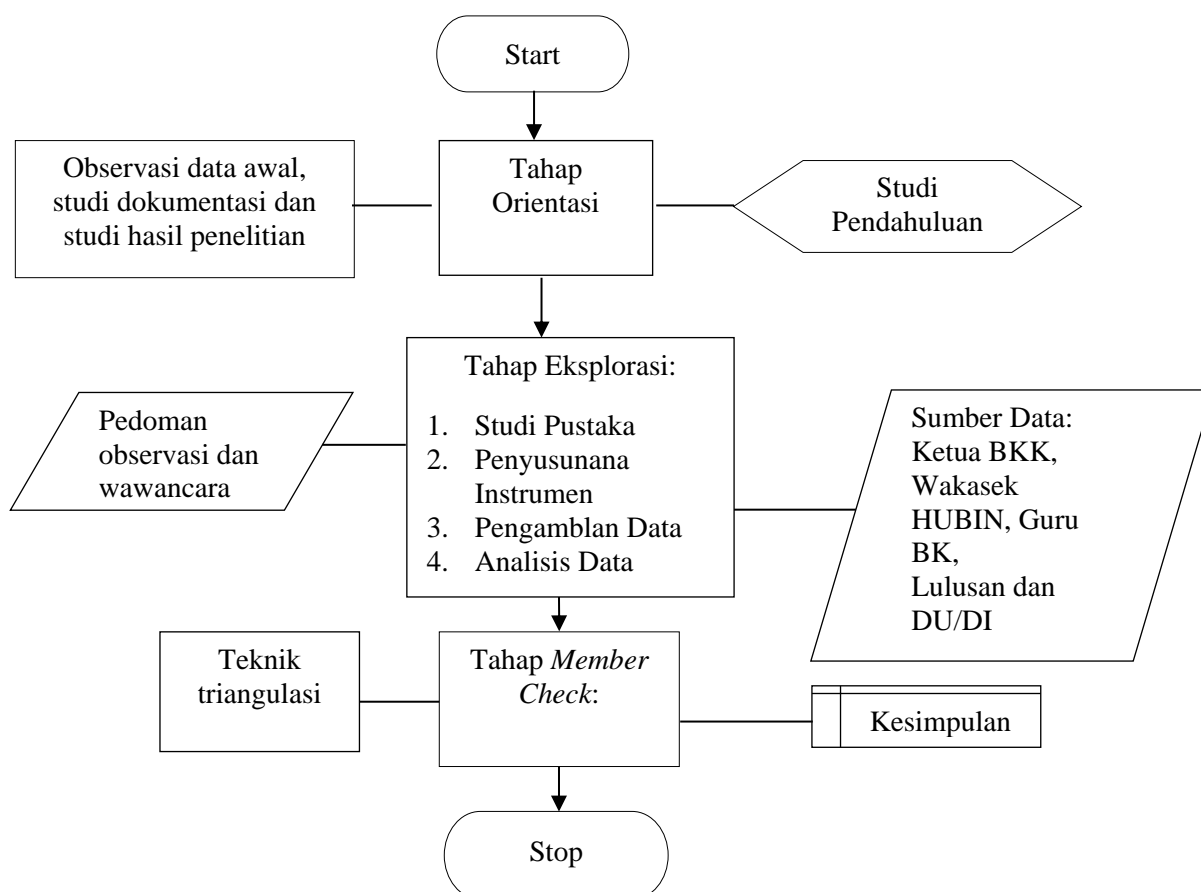 Start
Observasi data awal,
studi dokumentasi dan
studi hasil penelitian
Tahap
Orientasi
Studi
Pendahuluan
Tahap Eksplorasi:
1. Studi Pustaka
2. Penyusunana
Instrumen
3. Pengamblan Data
4. Analisis Data
Pedoman
observasi dan
wawancara
Sumber Data:
Ketua BKK,
Wakasek
HUBIN, Guru
BK,
Lulusan dan
DU/DI
Teknik
triangulasi
Tahap Member
Check:
Kesimpulan
Stop